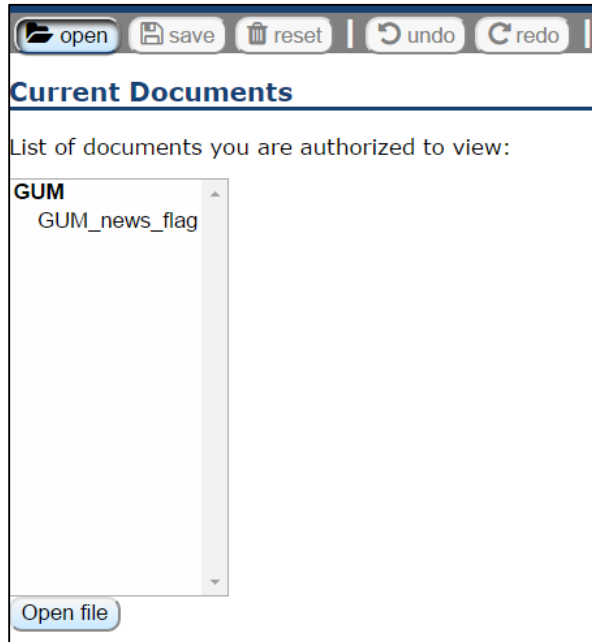 open save reset undo redo
Current Documents
List of documents you are authorized to view:
GUM
GUM_news_flag
Open file